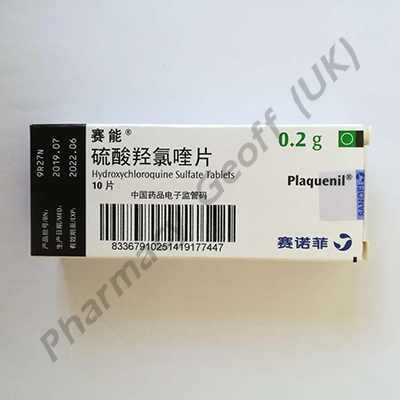 产品批号/BN: 9R27N
生产日期/MFD: 2019.07
有效期至/EXP: 2022.06
赛能®
硫酸羟氯喹片
Hydroxychloroquine Sulfate Tablets
10 片
中国药品电子监管码
83367910251419177447
0.2 g
Plaquenil®
SANOFI
赛诺菲
Pharmacy Geoff (UK)